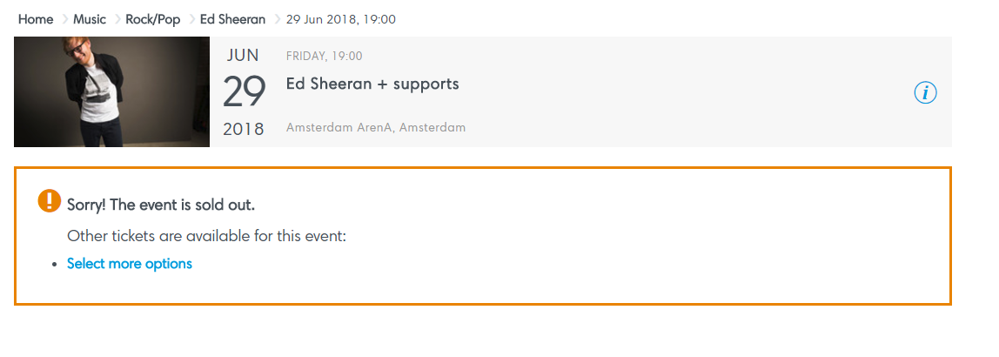 Home > Music > Rock/Pop > Ed Sheeran > 29 Jun 2018, 19:00
JUN
29
2018
FRIDAY, 19:00
Ed Sheeran + supports
Amsterdam ArenA, Amsterdam
i
Sorry! The event is sold out.
Other tickets are available for this event:
• Select more options